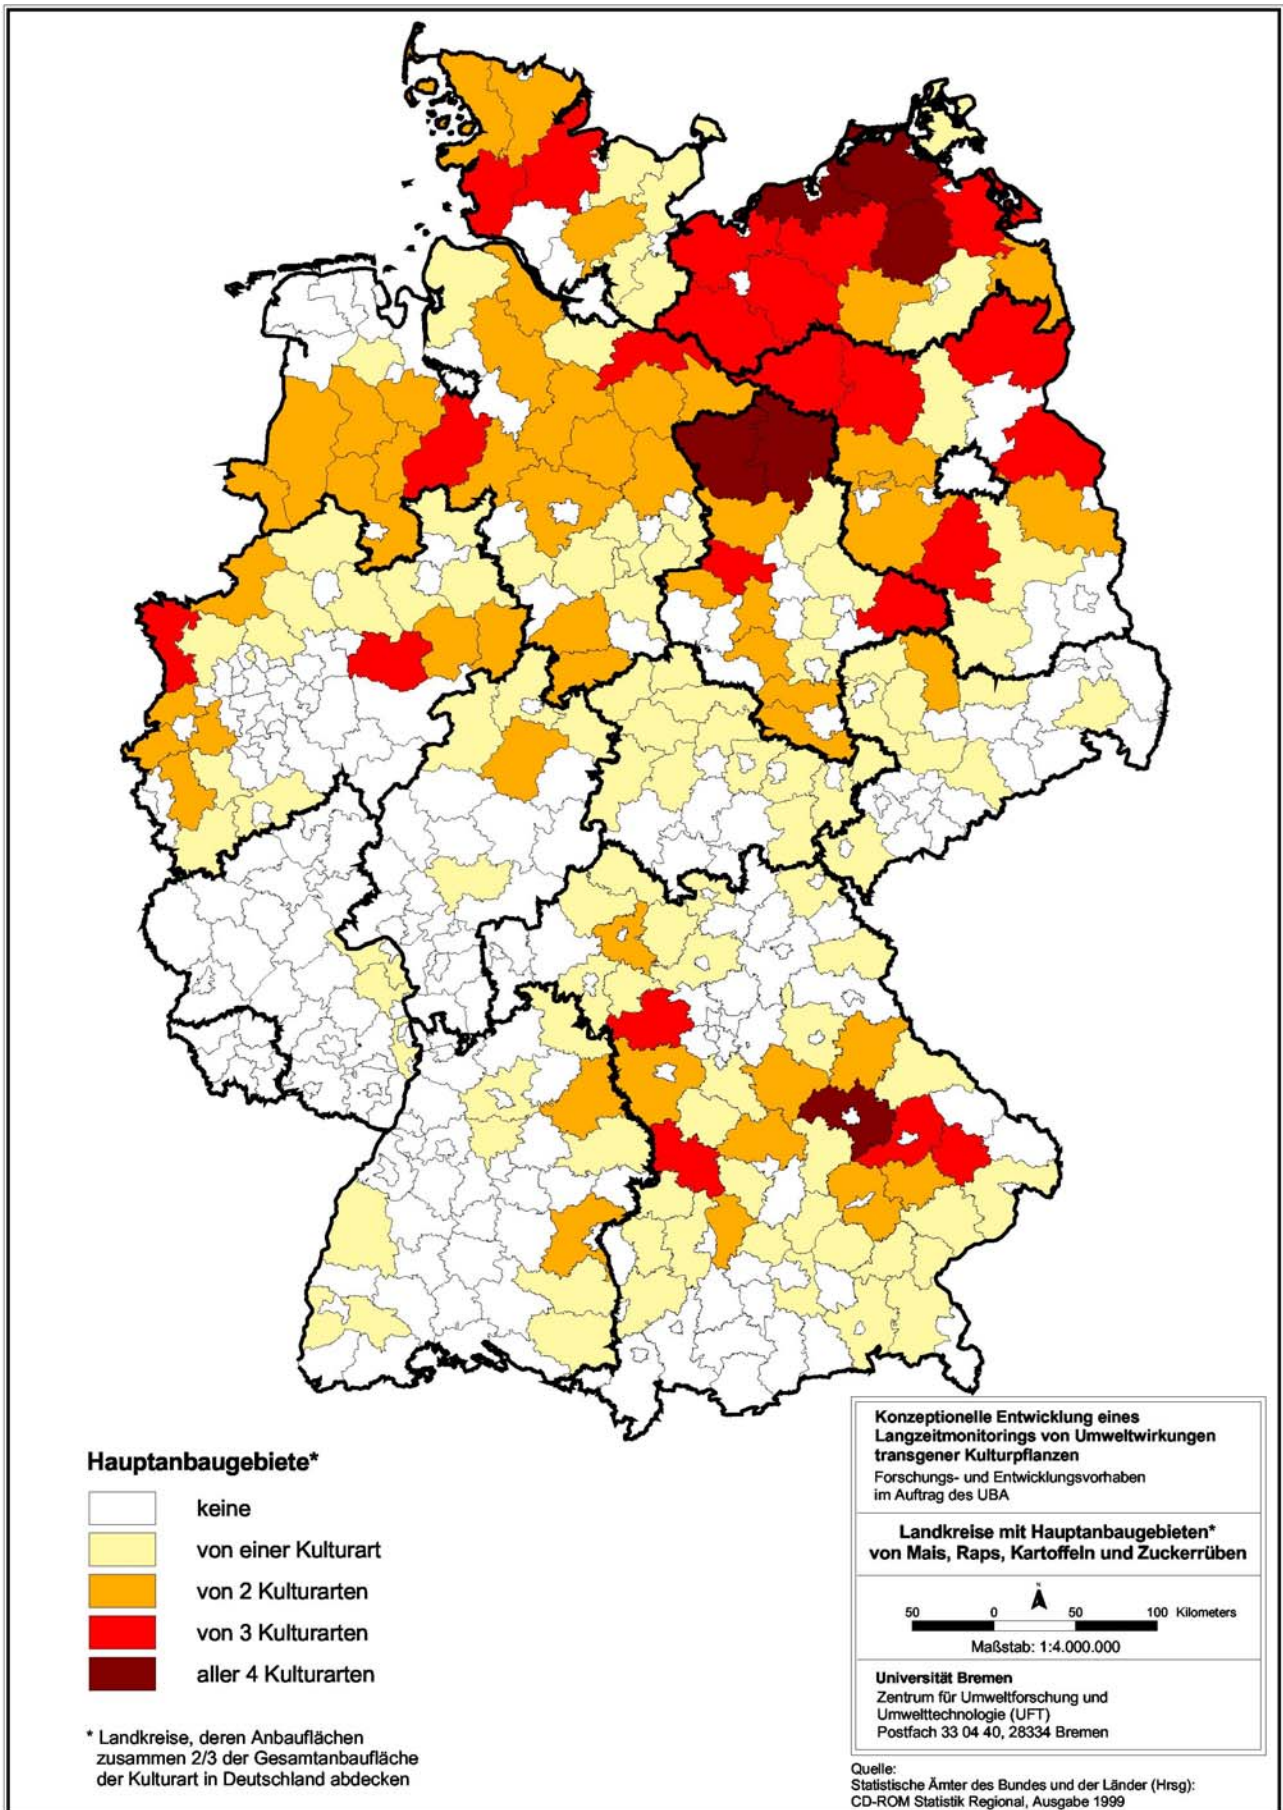 Hauptanbaugebiete*
keine
von einer Kulturart
von 2 Kulturarten
von 3 Kulturarten
aller 4 Kulturarten
* Landkreise, deren Anbauflächen
zusammen 2/3 der Gesamtanbaufläche
der Kulturart in Deutschland abdecken
Konzeptionelle Entwicklung eines
Langzeitmonitorings von Umweltwirkungen
transgener Kulturpflanzen
Forschungs- und Entwicklungsvorhaben
im Auftrag des UBA
Landkreise mit Hauptanbaugebieten*
von Mais, Raps, Kartoffeln und Zuckerrüben
N
50 0 50 100 Kilometers
Maßstab: 1:4.000.000
Universität Bremen
Zentrum für Umweltforschung und
Umwelttechnologie (UFT)
Postfach 33 04 40, 28334 Bremen
Quelle:
Statistische Ämter des Bundes und der Länder (Hrsg):
CD-ROM Statistik Regional, Ausgabe 1999